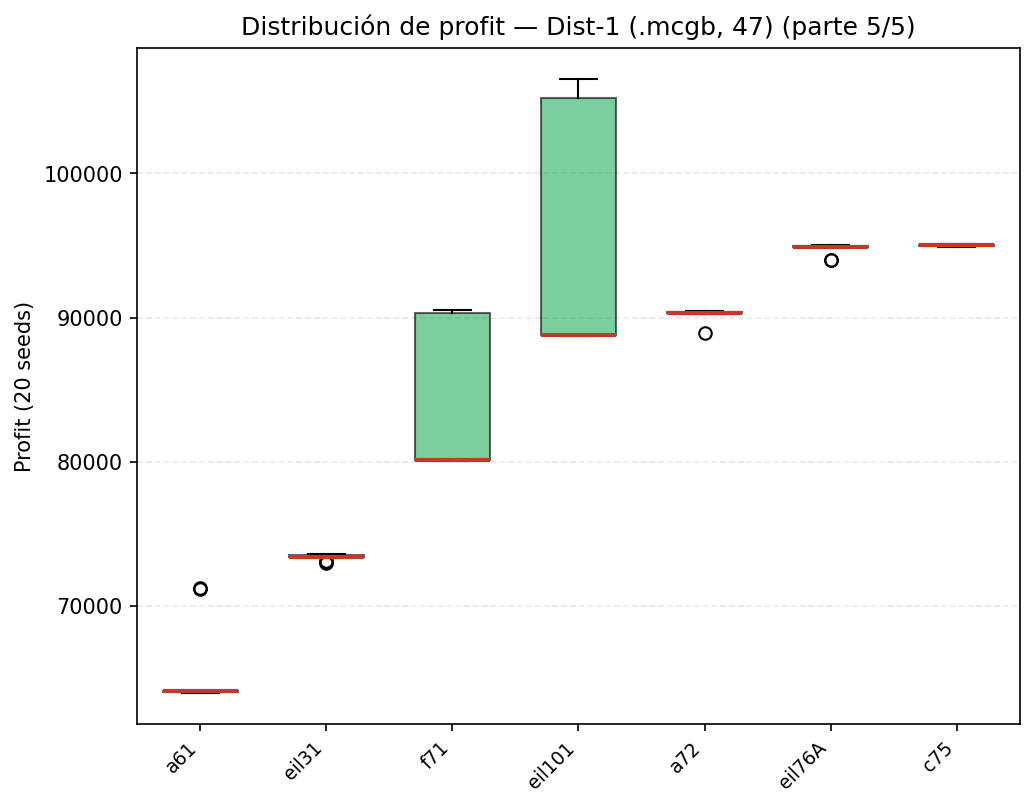 Distribución de profit — Dist-1 (.mcgb, 47) (parte 5/5)
Profit (20 seeds)
100000
90000
80000
70000
a61
eil31
f71
eil101
a72
eil76A
c75